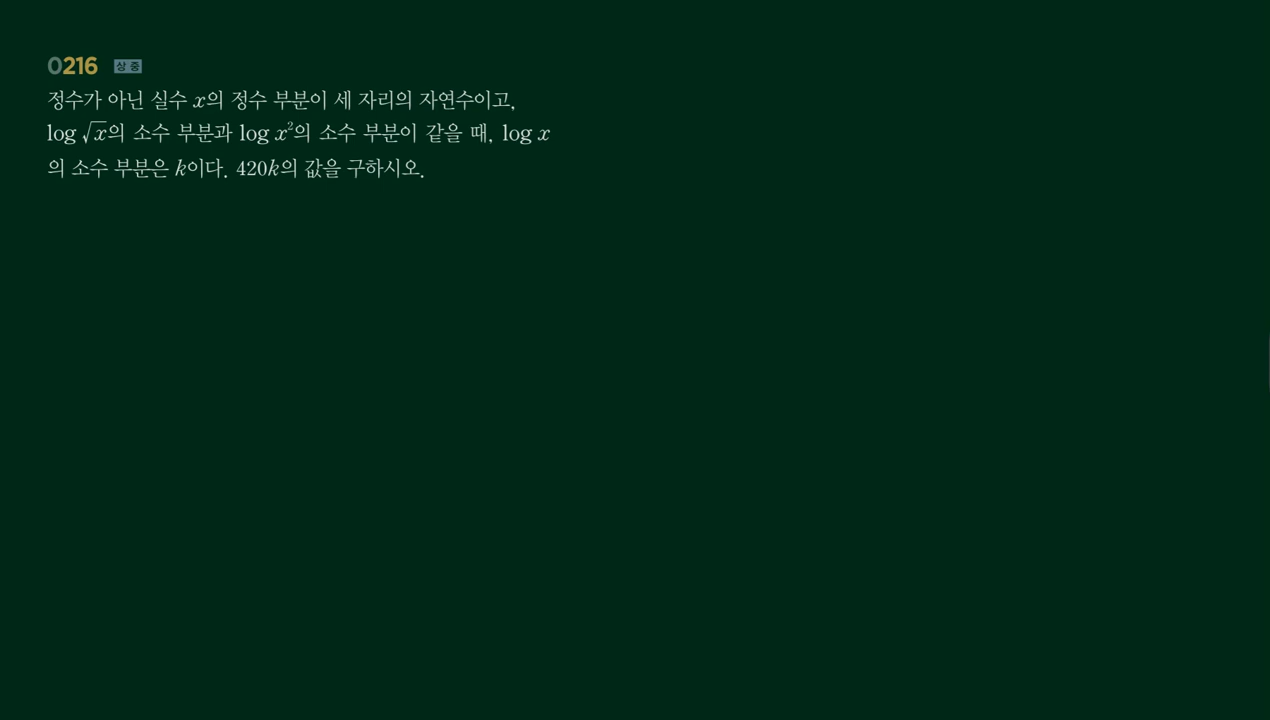 0216 상 중
정수가 아닌 실수 x의 정수 부분이 세 자리의 자연수이고,
log √x의 소수 부분과 log x²의 소수 부분이 같을 때, log x
의 소수 부분은 k이다. 420k의 값을 구하시오.